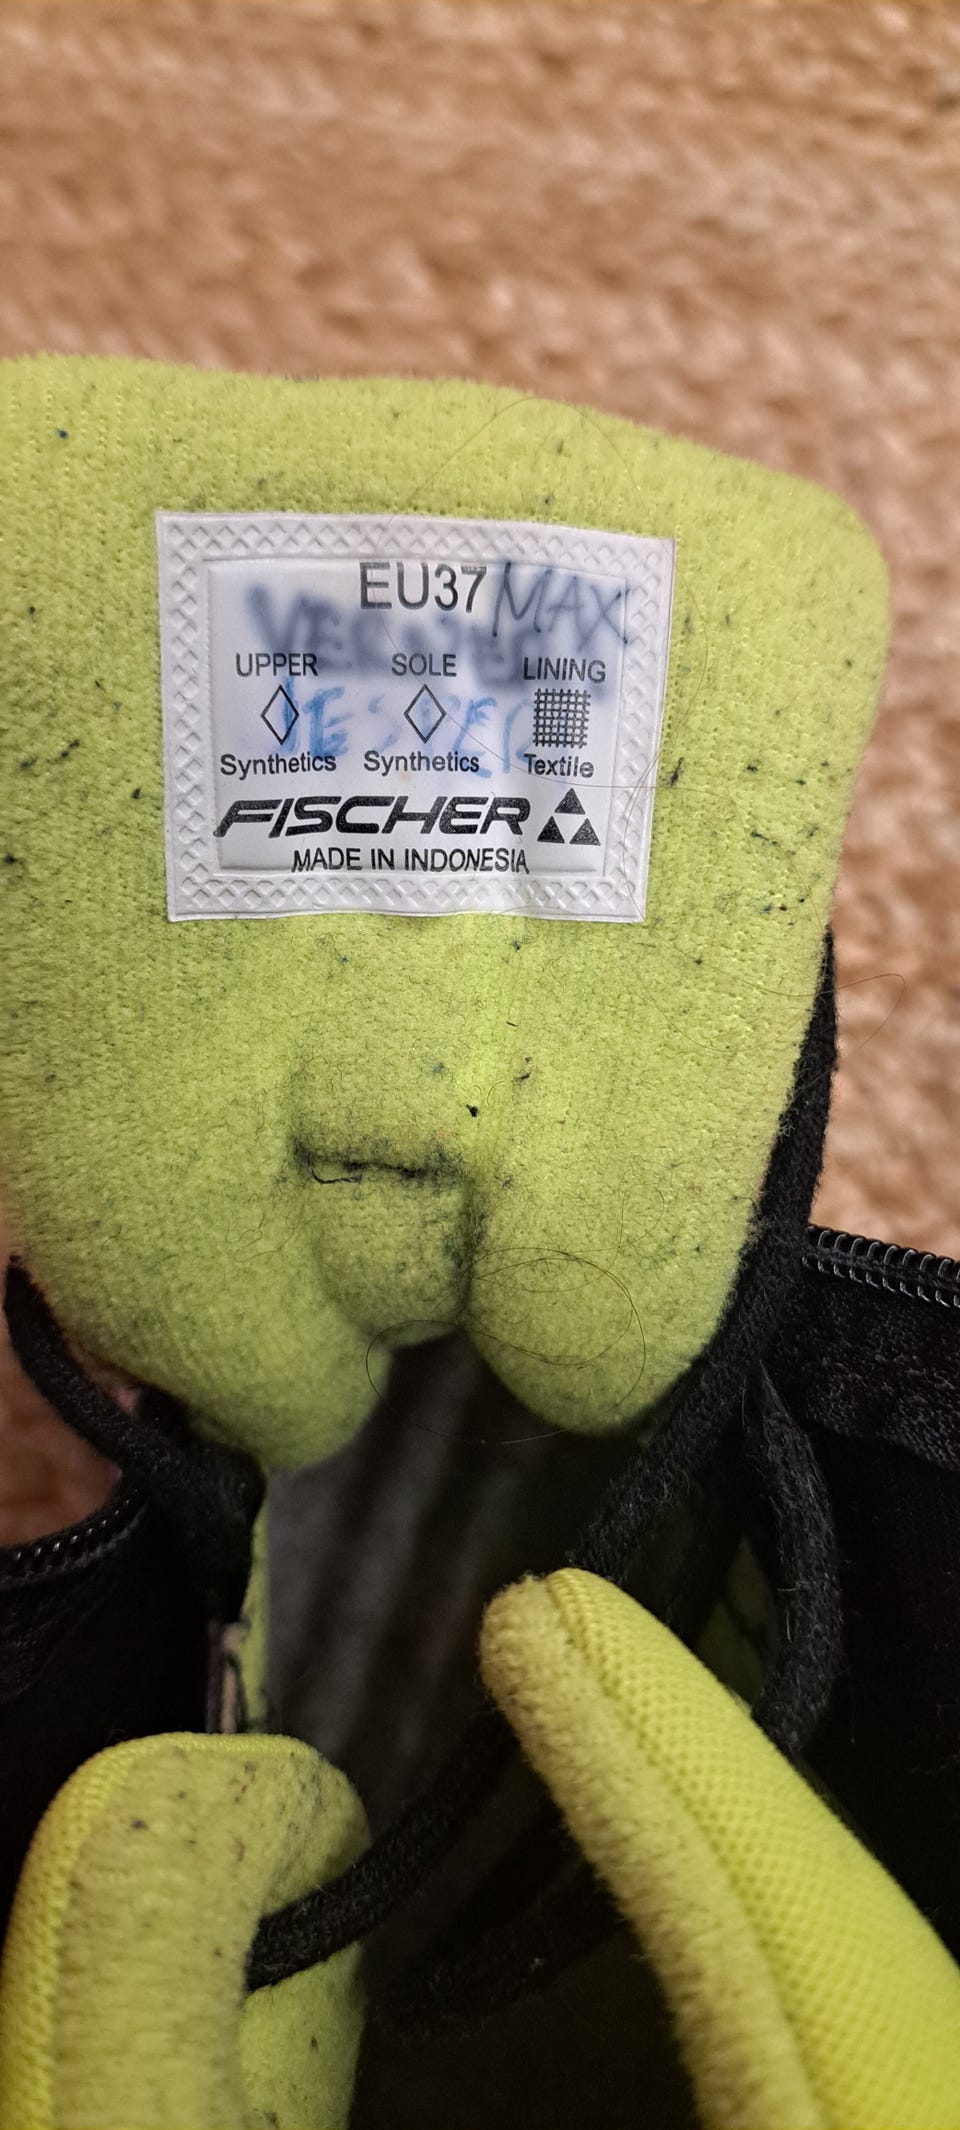 EU37 MAX
UPPER SOLE LINING
Synthetics Synthetics Textile
FISCHER
MADE IN INDONESIA